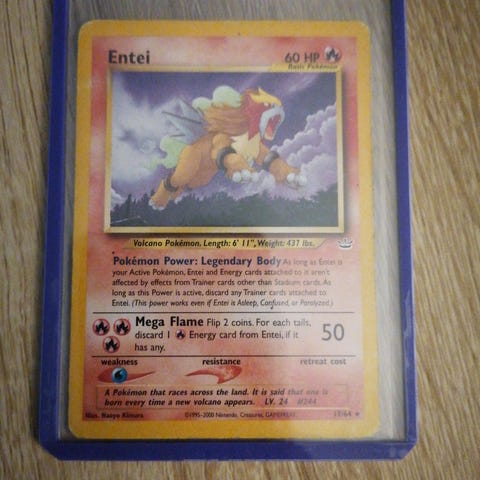 Entei
60 HP
Basic Pokémon
Volcano Pokémon, Length: 6' 11", Weight: 437 lbs.
Pokémon Power: Legendary Body As long as Entei is
your Active Pokémon, Entei and Energy cards attached to it aren't
affected by effects from Trainer cards other than Stadium cards. As
long as this Power is active, discard any Trainer cards attached to
Entei. (This power works even if Entei is Asleep, Confused, or Paralyzed.)
Mega Flame Flip 2 coins. For each tails,
discard 1 Energy card from Entei, if it
has any.
50
weakness
resistance
retreat cost
A Pokémon that races across the land. It is said that one is
born every time a new volcano appears. LV. 24 #244
Illus. Naoyo Kimura
©1995-2000 Nintendo, Creatures, GAMEFREAK.
/64